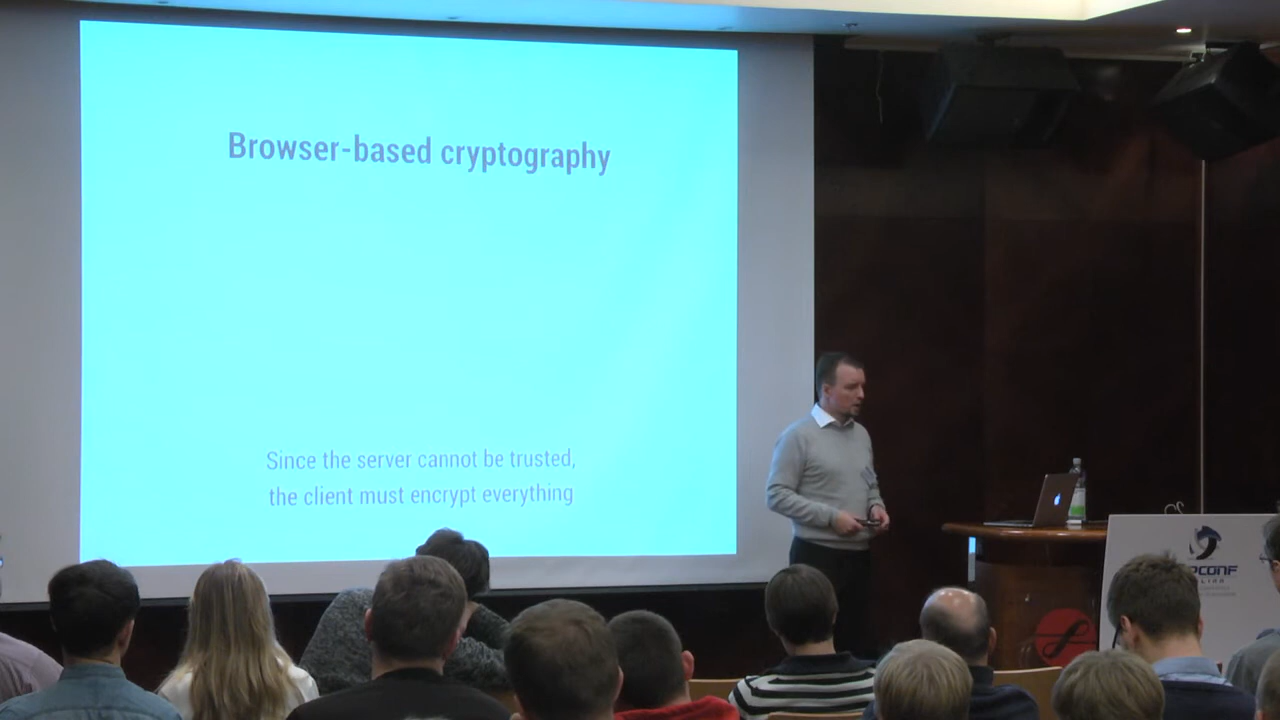 Browser-based cryptography
Since the server cannot be trusted,
the client must encrypt everything